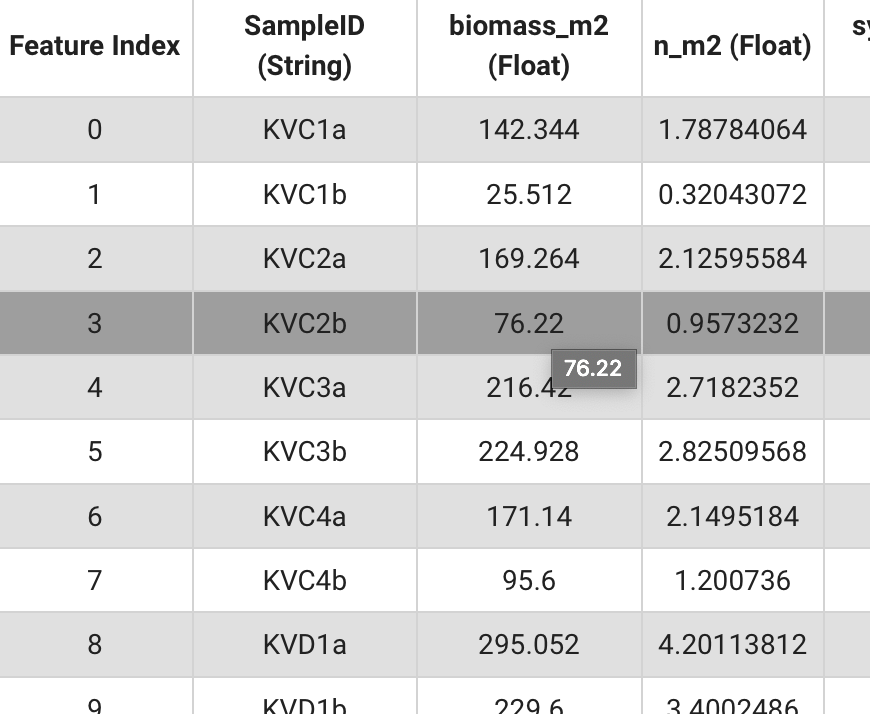 Feature Index SampleID (String) biomass_m2 (Float) n_m2 (Float) sy
0 KVC1a 142.344 1.78784064
1 KVC1b 25.512 0.32043072
2 KVC2a 169.264 2.12595584
3 KVC2b 76.22 0.9573232
76.22
4 KVC3a 216.42 2.7182352
5 KVC3b 224.928 2.82509568
6 KVC4a 171.14 2.1495184
7 KVC4b 95.6 1.200736
8 KVD1a 295.052 4.20113812
9 KVD1b 229.6 3.4002486